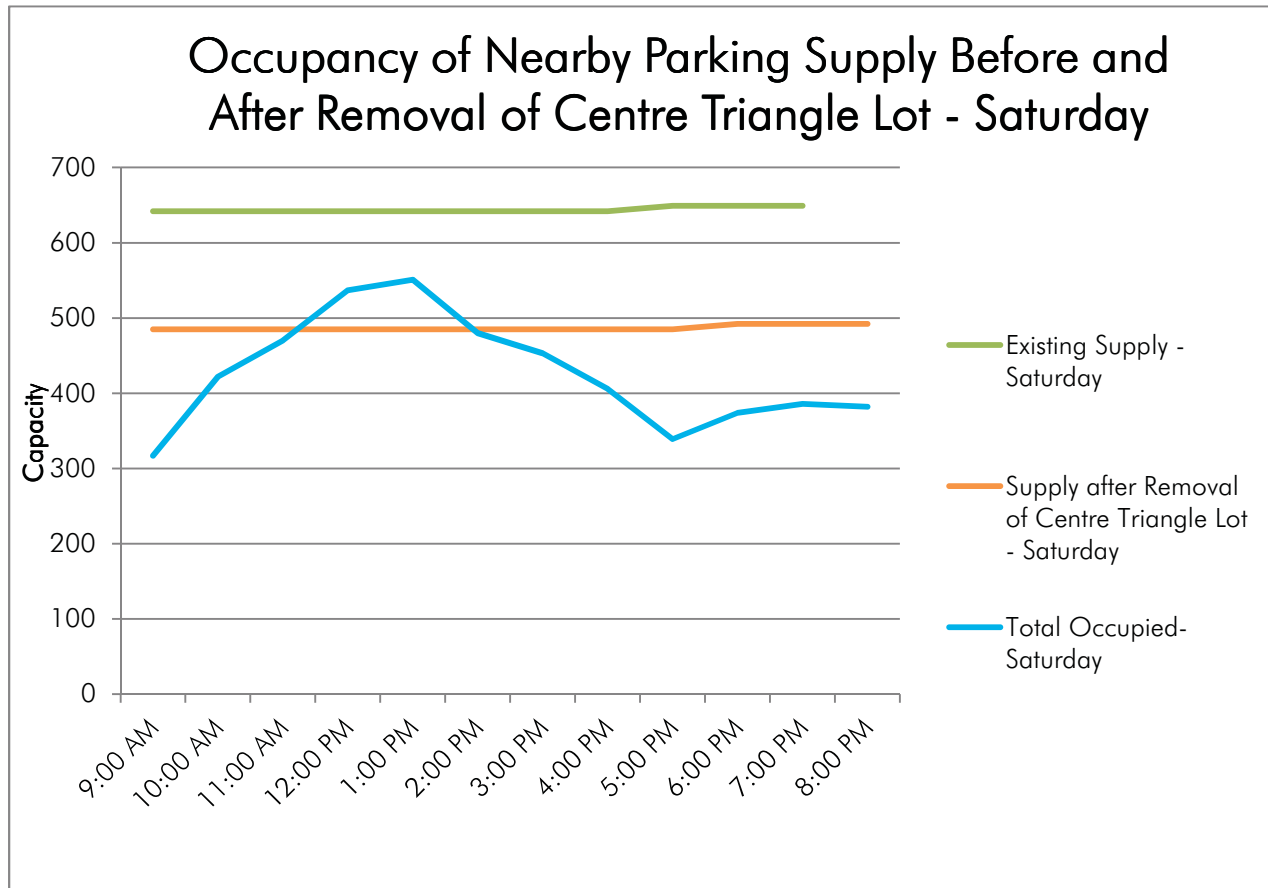 Occupancy of Nearby Parking Supply Before and
After Removal of Centre Triangle Lot - Saturday
700
600
500
400
300
200
100
0
Capacity
9:00 AM
10:00 AM
11:00 AM
12:00 PM
1:00 PM
2:00 PM
3:00 PM
4:00 PM
5:00 PM
6:00 PM
7:00 PM
8:00 PM
Existing Supply -
Saturday
Supply after Removal
of Centre Triangle Lot
- Saturday
Total Occupied-
Saturday